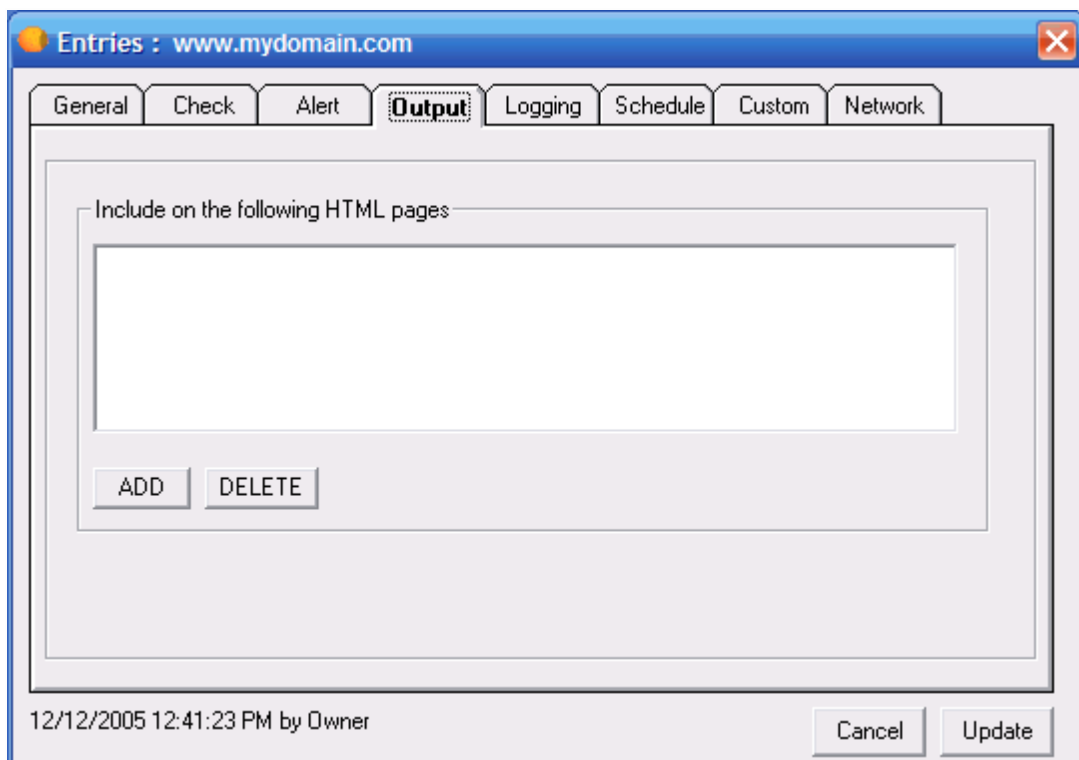 Entries : www.mydomain.com
General Check Alert Output Logging Schedule Custom Network
Include on the following HTML pages
ADD DELETE
12/12/2005 12:41:23 PM by Owner
Cancel Update